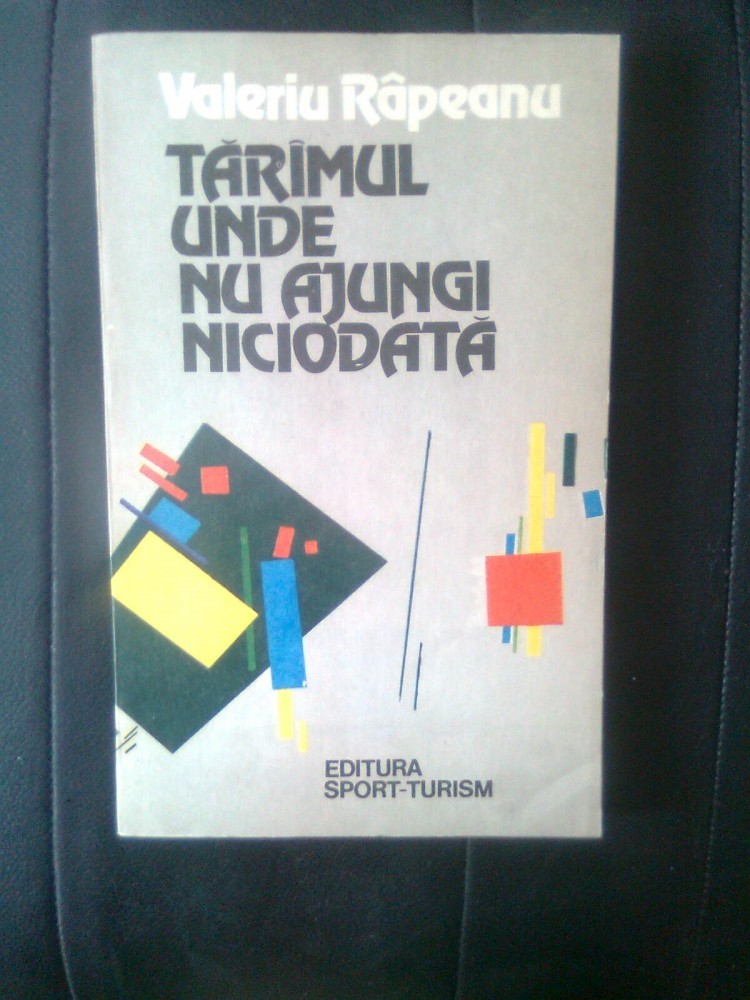 Valeriu Râpeanu
TĂRÎMUL
UNDE
NU AJUNGI
NICIODATĂ
EDITURA
SPORT-TURISM